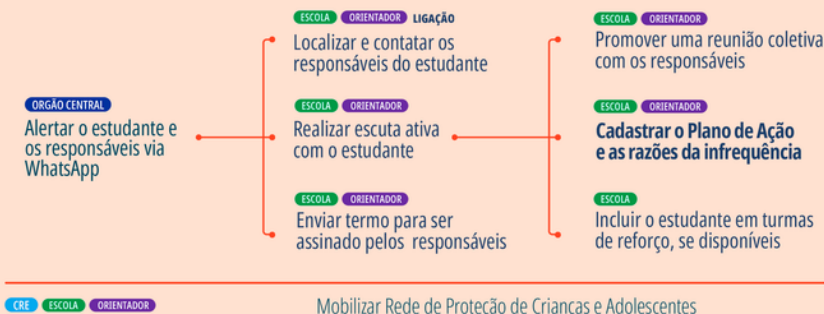 ORGÃO CENTRAL
Alertar o estudante e
os responsáveis via
WhatsApp
ESCOLA ORIENTADOR LIGAÇÃO
Localizar e contatar os
responsáveis do estudante
ESCOLA ORIENTADOR
Realizar escuta ativa
com o estudante
ESCOLA ORIENTADOR
Enviar termo para ser
assinado pelos responsáveis
ESCOLA ORIENTADOR
Promover uma reunião coletiva
com os responsáveis
ESCOLA ORIENTADOR
Cadastrar o Plano de Ação
e as razões da infrequência
ESCOLA
Incluir o estudante em turmas
de reforço, se disponíveis
CRE ESCOLA ORIENTADOR
Mobilizar Rede de Proteção de Crianças e Adolescentes